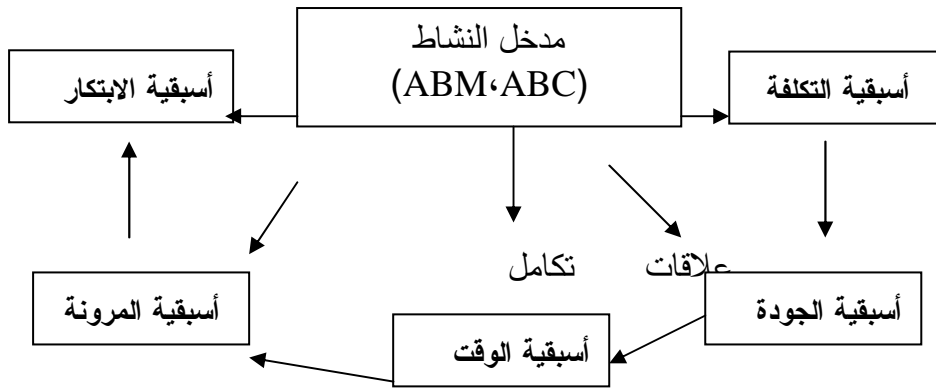 مدخل النشاط
(ABM،ABC)
أسبقية التكلفة
أسبقية الابتكار
علاقات
تكامل
أسبقية الجودة
أسبقية الوقت
أسبقية المرونة